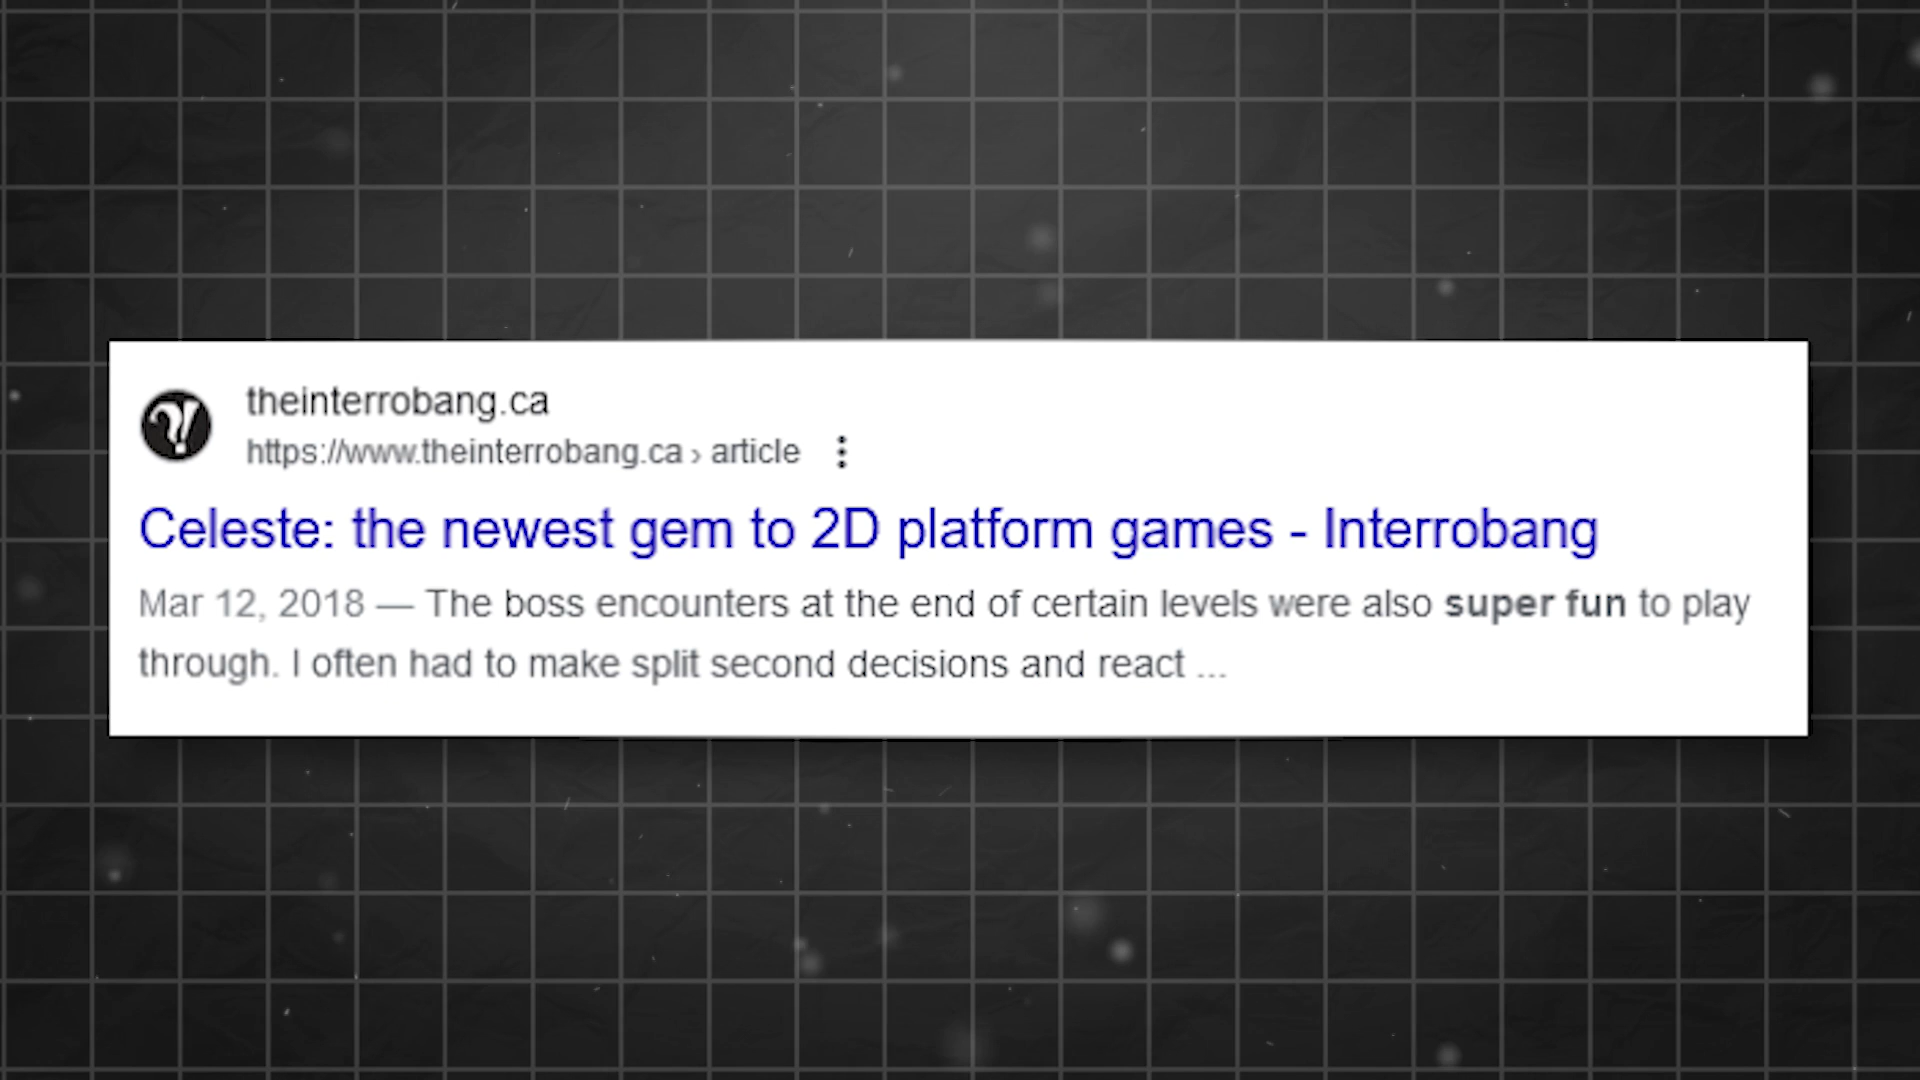 theinterrobang.ca
https://www.theinterrobang.ca › article
Celeste: the newest gem to 2D platform games - Interrobang
Mar 12, 2018 — The boss encounters at the end of certain levels were also super fun to play
through. I often had to make split second decisions and react ...